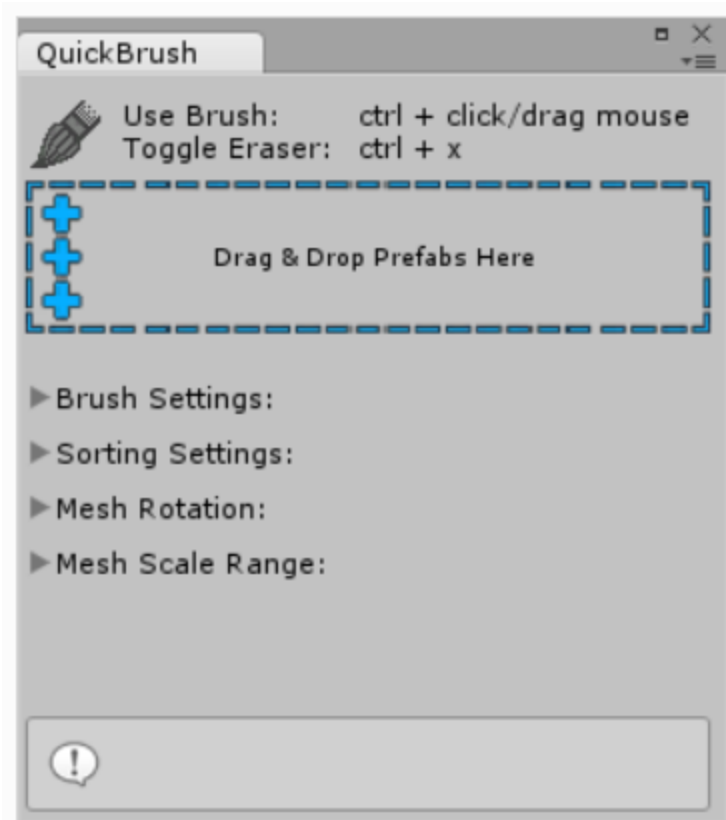 QuickBrush
Use Brush: ctrl + click/drag mouse
Toggle Eraser: ctrl + x
Drag & Drop Prefabs Here
Brush Settings:
Sorting Settings:
Mesh Rotation:
Mesh Scale Range: